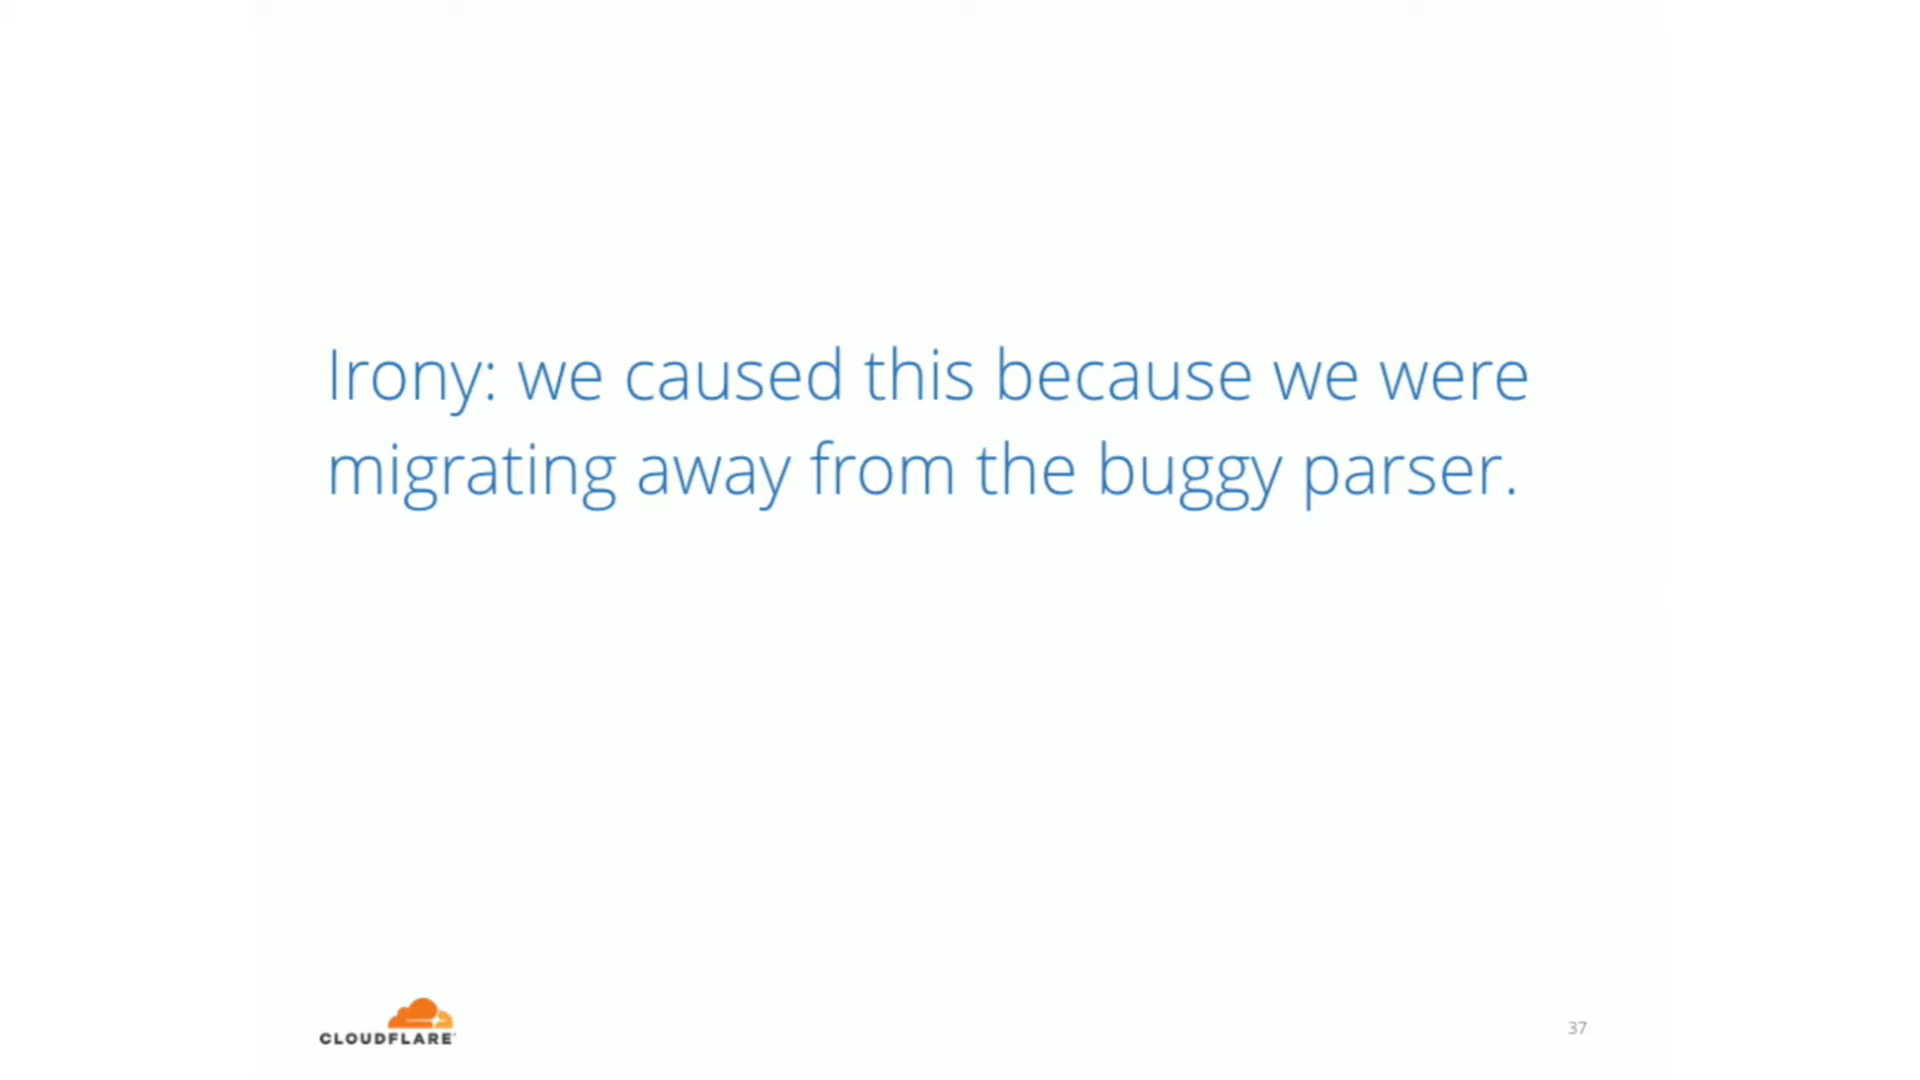 Irony: we caused this because we were
migrating away from the buggy parser.
CLOUDFLARE
37